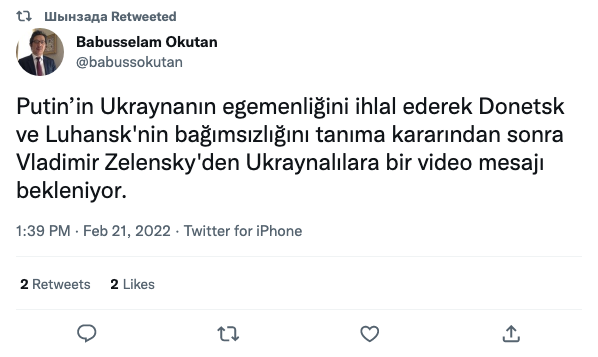 Шынзада Retweeted
Babusselam Okutan
@babussokutan
Putin’in Ukraynanın egemenliğini ihlal ederek Donetsk
ve Luhansk'nin bağımsızlığını tanıma kararından sonra
Vladimir Zelensky'den Ukraynalılara bir video mesajı
bekleniyor.
1:39 PM · Feb 21, 2022 · Twitter for iPhone
2 Retweets 2 Likes